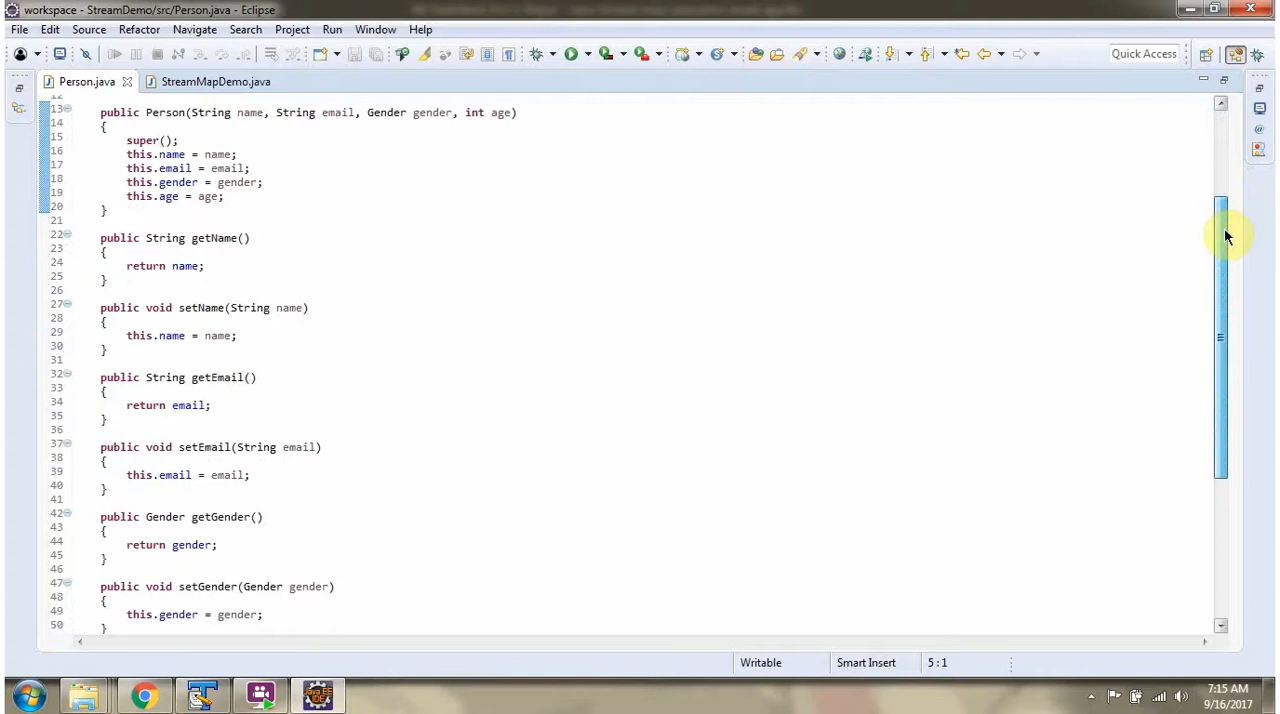 workspace - StreamDemo/src/Person.java - Eclipse
File Edit Source Refactor Navigate Search Project Run Window Help
Quick Access
Person.java StreamMapDemo.java
12
13 public Person(String name, String email, Gender gender, int age)
14 {
15 super();
16 this.name = name;
17 this.email = email;
18 this.gender = gender;
19 this.age = age;
20 }
21
22 public String getName()
23 {
24 return name;
25 }
26
27 public void setName(String name)
28 {
29 this.name = name;
30 }
31
32 public String getEmail()
33 {
34 return email;
35 }
36
37 public void setEmail(String email)
38 {
39 this.email = email;
40 }
41
42 public Gender getGender()
43 {
44 return gender;
45 }
46
47 public void setGender(Gender gender)
48 {
49 this.gender = gender;
50 }
Writable Smart Insert 5 : 1
Java EE
IDE
7:15 AM
9/16/2017